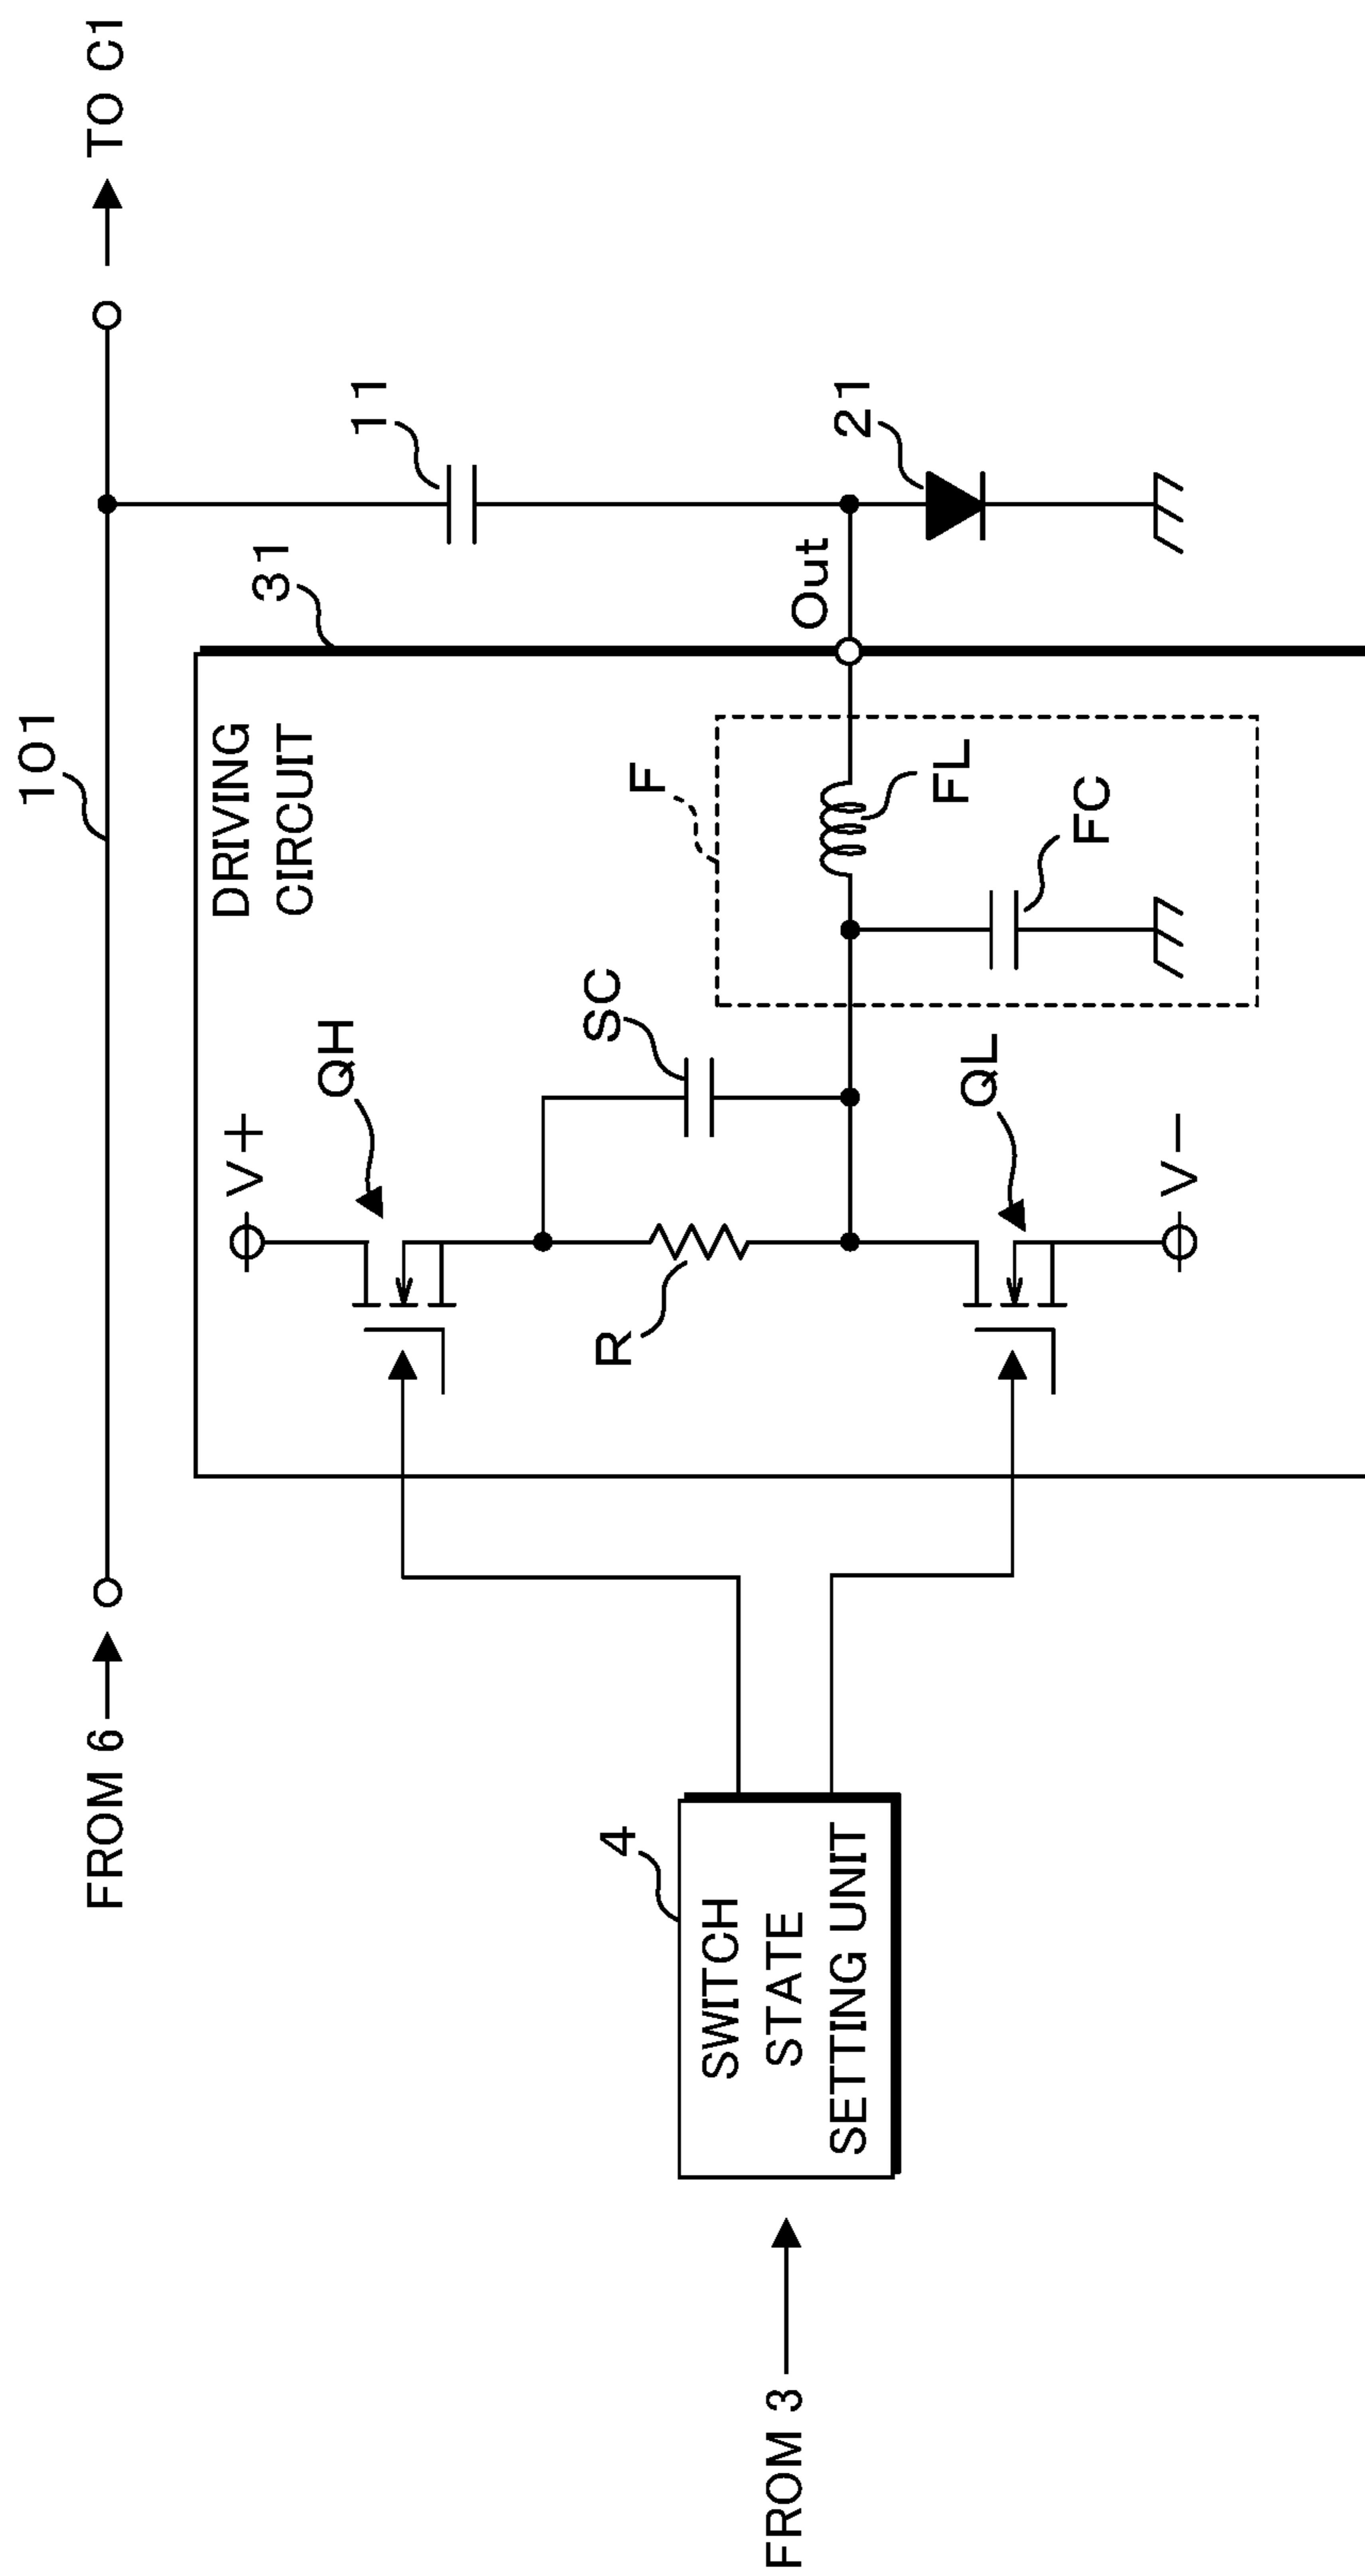 101
FROM 6
TO C1
31
11
DRIVING
CIRCUIT
V+
QH
SC
R
F
FL
FC
Out
21
QL
V−
4
SWITCH
STATE
SETTING UNIT
FROM 3